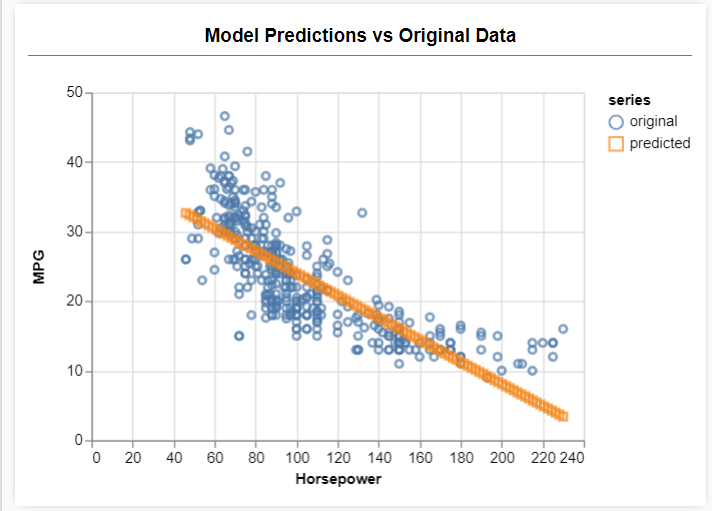 Model Predictions vs Original Data
50
40
30
20
10
0
MPG
0 20 40 60 80 100 120 140 160 180 200 220 240
Horsepower
series
original
predicted